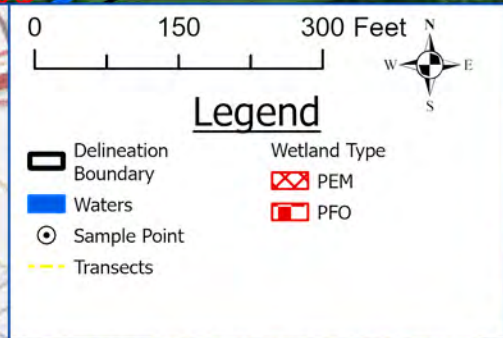 0 150 300 Feet
N
W E
S
Legend
Delineation
Boundary
Waters
Sample Point
Transects
Wetland Type
PEM
PFO